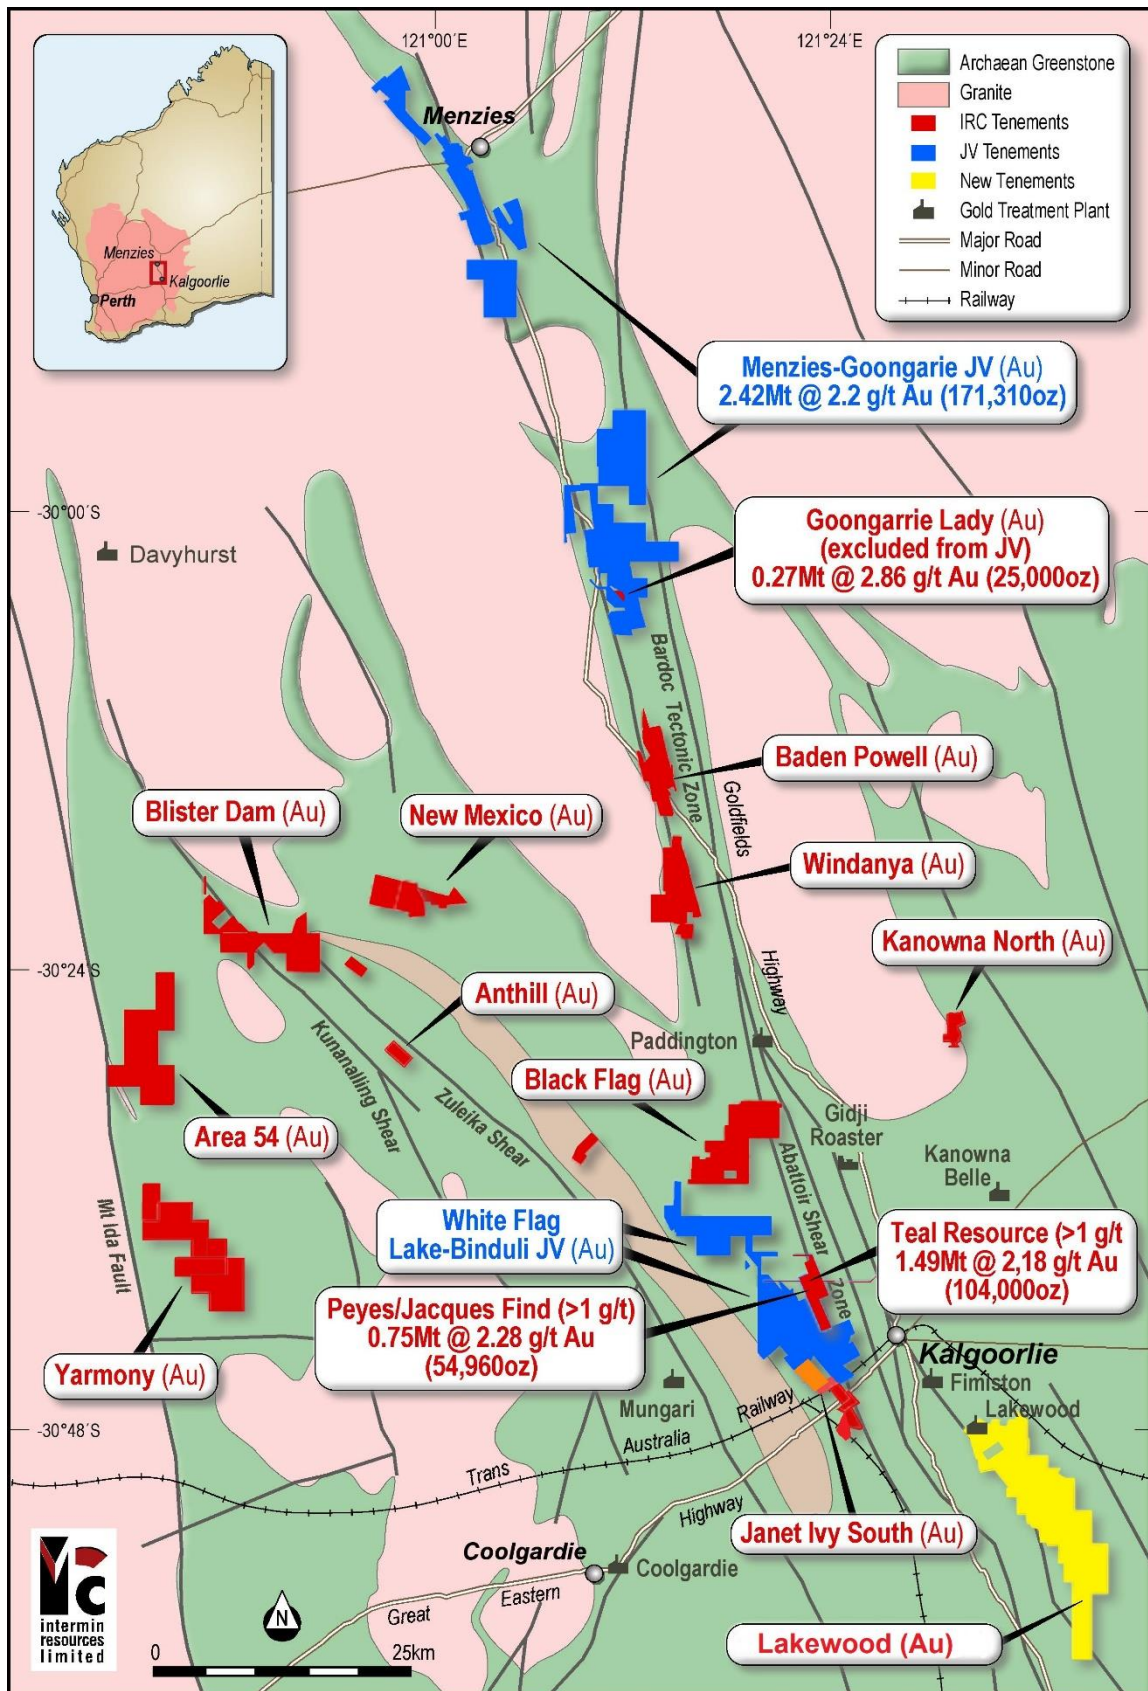 121°00´E
121°24´E
Menzies
Kalgoorlie
Perth
Archaean Greenstone
Granite
IRC Tenements
JV Tenements
New Tenements
Gold Treatment Plant
Major Road
Minor Road
Railway
Menzies
Menzies-Goongarie JV (Au)
2.42Mt @ 2.2 g/t Au (171,310oz)
-30°00´S
Davyhurst
Goongarrie Lady (Au)
(excluded from JV)
0.27Mt @ 2.86 g/t Au (25,000oz)
Bardoc Tectonic Zone
Baden Powell (Au)
Goldfields
Highway
Blister Dam (Au)
New Mexico (Au)
Windanya (Au)
Kanowna North (Au)
-30°24´S
Anthill (Au)
Kunanalling Shear
Zuleika Shear
Paddington
Black Flag (Au)
Area 54 (Au)
Abattoir Shear
Zone
Gidji
Roaster
Kanowna
Belle
Mt Ida Fault
White Flag
Lake-Binduli JV (Au)
Teal Resource (>1 g/t
1.49Mt @ 2,18 g/t Au
(104,000oz)
Peyes/Jacques Find (>1 g/t)
0.75Mt @ 2.28 g/t Au
(54,960oz)
Yarmony (Au)
Kalgoorlie
Fimiston
Lakewood
Mungari
-30°48´S
Trans
Australia
Railway
Janet Ivy South (Au)
Coolgardie
Coolgardie
Great
Eastern
Highway
Lakewood (Au)
intermin
resources
limited
N
0
25km